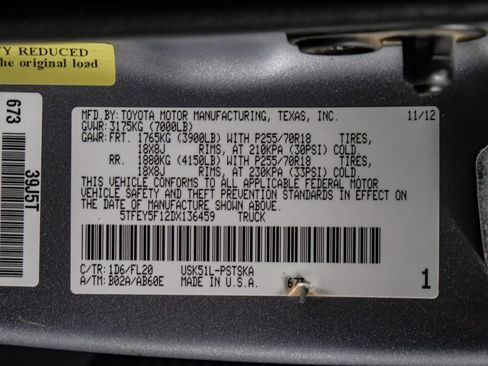 TY REDUCED
the original load
673
39J5T
MFD.BY:TOYOTA MOTOR MANUFACTURING, TEXAS, INC. 11/12
GVWR:3175KG (7000LB)
GAWR:FRT. 1765KG (3900LB) WITH P255/70R18 TIRES,
18X8J RIMS, AT 210KPA (30PSI) COLD
RR. 1880KG (4150LB) WITH P255/70R18 TIRES,
18X8J RIMS, AT 230KPA (33PSI) COLD
THIS VEHICLE CONFORMS TO ALL APPLICABLE FEDERAL MOTOR
VEHICLE SAFETY AND THEFT PREVENTION STANDARDS IN EFFECT
ON THE DATE OF MANUFACTURE SHOWN ABOVE.
5TFEY5F12DX136459 TRUCK
C/TR:1D6/FL20 USK51L-PSTSKA
A/TM:B02A/AB60E MADE IN U.S.A. 673 1